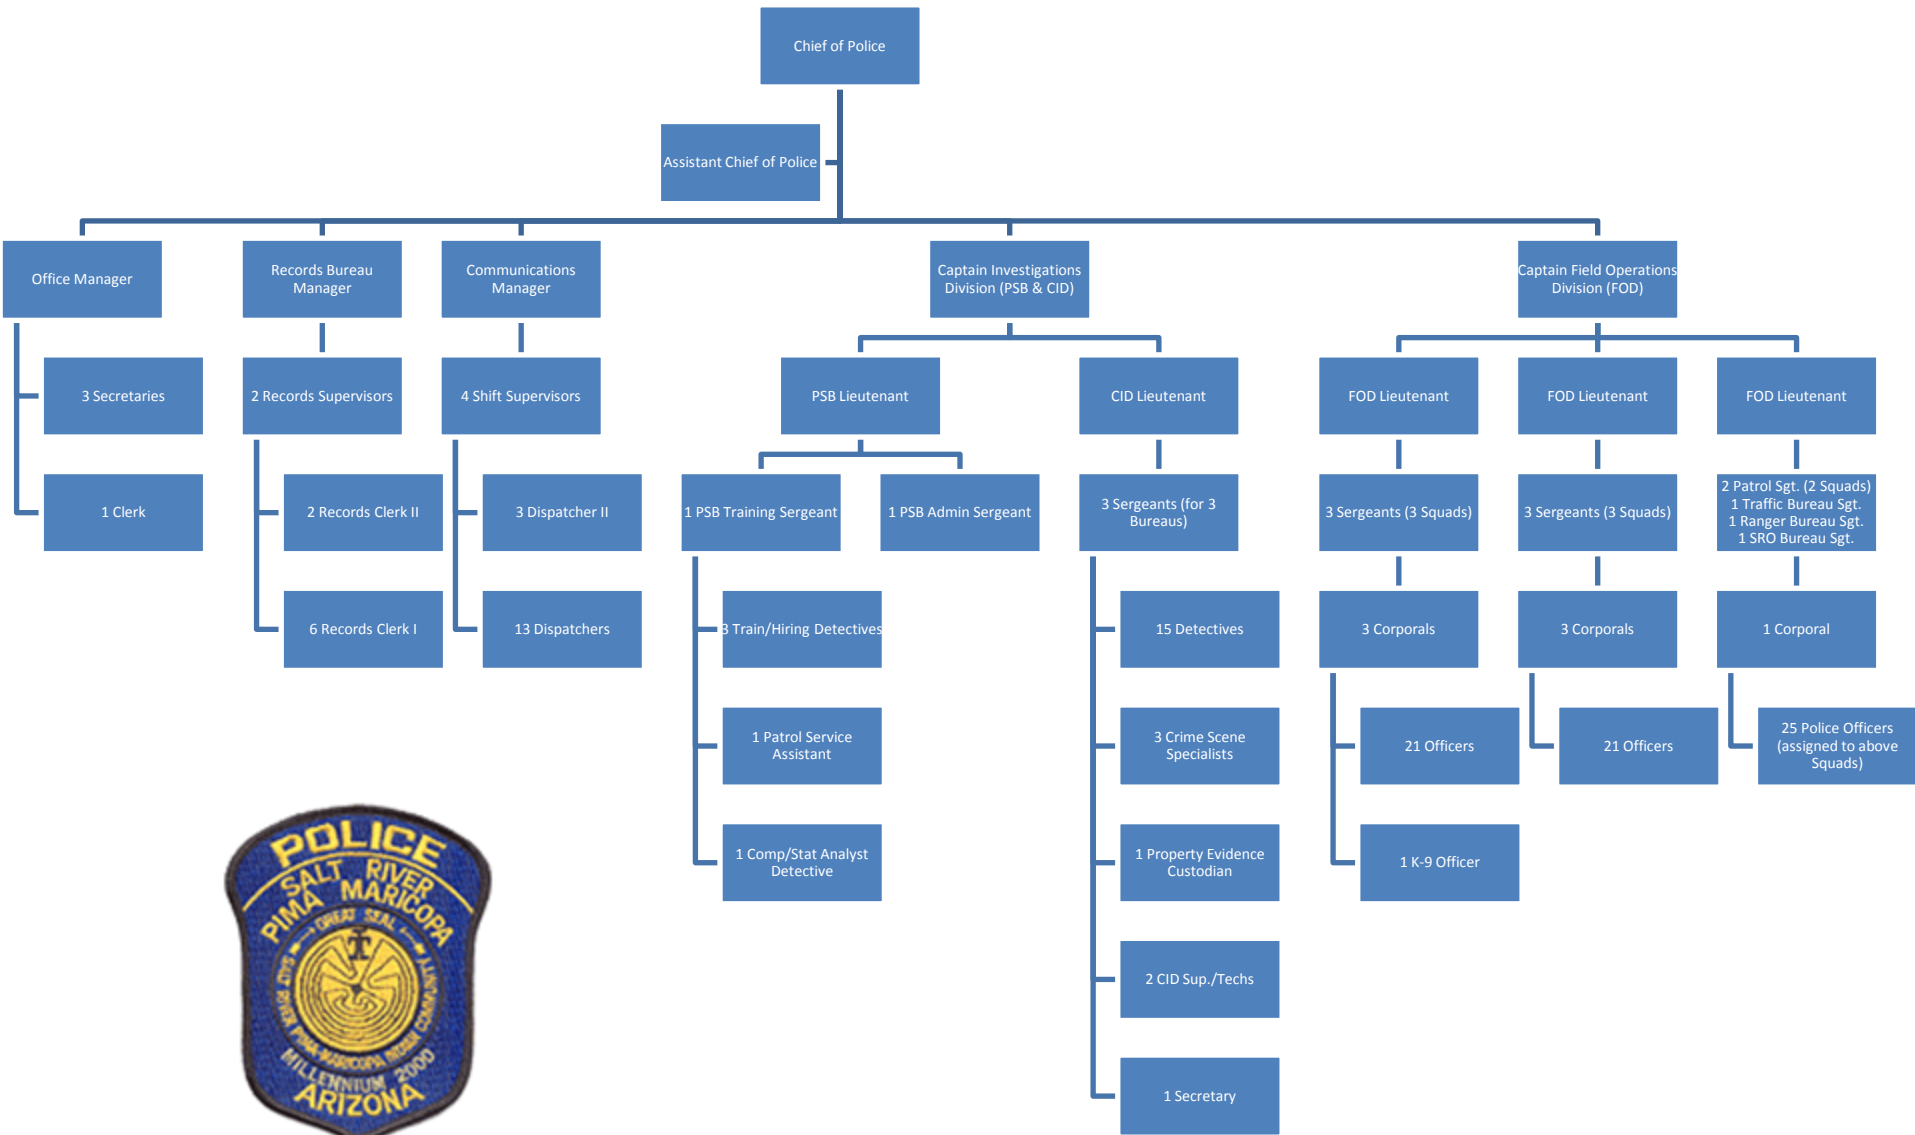 Chief of Police
Assistant Chief of Police
Office Manager
Records Bureau
Manager
Communications
Manager
Captain Investigations
Division (PSB & CID)
Captain Field Operations
Division (FOD)
3 Secretaries
2 Records Supervisors
4 Shift Supervisors
PSB Lieutenant
CID Lieutenant
FOD Lieutenant
FOD Lieutenant
FOD Lieutenant
1 Clerk
2 Records Clerk II
3 Dispatcher II
1 PSB Training Sergeant
1 PSB Admin Sergeant
3 Sergeants (for 3
Bureaus)
3 Sergeants (3 Squads)
3 Sergeants (3 Squads)
2 Patrol Sgt. (2 Squads)
1 Traffic Bureau Sgt.
1 Ranger Bureau Sgt.
1 SRO Bureau Sgt.
6 Records Clerk I
13 Dispatchers
3 Train/Hiring Detectives
15 Detectives
3 Corporals
3 Corporals
1 Corporal
1 Patrol Service
Assistant
3 Crime Scene
Specialists
21 Officers
21 Officers
25 Police Officers
(assigned to above
Squads)
1 Comp/Stat Analyst
Detective
1 Property Evidence
Custodian
1 K-9 Officer
2 CID Sup./Techs
1 Secretary
POLICE
SALT RIVER
PIMA MARICOPA
GREAT SEAL
SALT RIVER PIMA-MARICOPA INDIAN COMMUNITY
MILLENNIUM 2000
ARIZONA